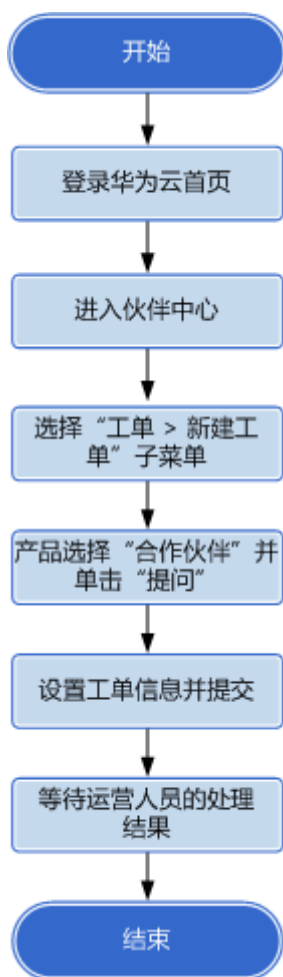 开始
登录华为云首页
进入伙伴中心
选择“工单 > 新建工
单”子菜单
产品选择“合作伙伴”并
单击“提问”
设置工单信息并提交
等待运营人员的处理
结果
结束